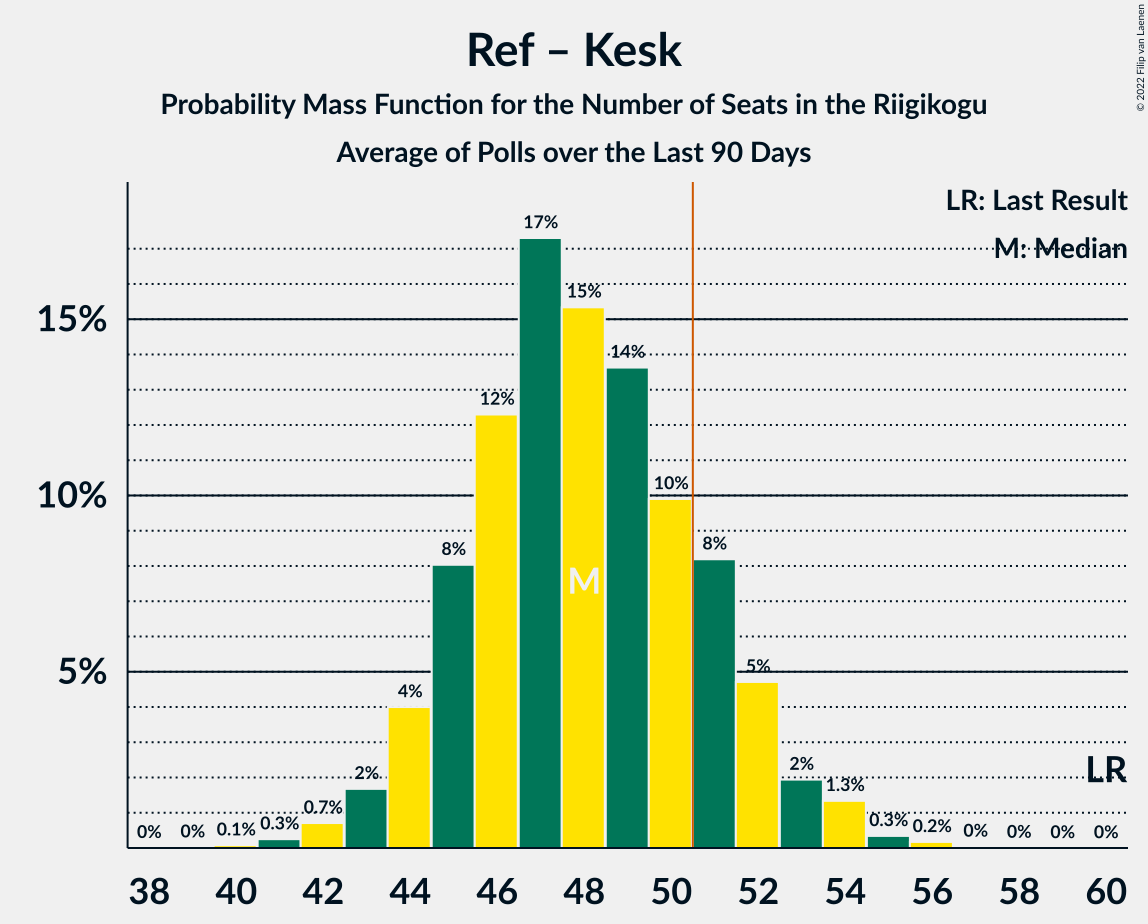 Ref – Kesk
Probability Mass Function for the Number of Seats in the Riigikogu
Average of Polls over the Last 90 Days
© 2022 Filip van Laenen
LR: Last Result
M: Median
17%
15%
15%
14%
12%
10%
10%
8%
8%
M
5%
5%
4%
2%
2%
LR
1.3%
0.7%
0.3%
0.3%
0.2%
0.1%
0% 0% 0% 0% 0% 0%
38 40 42 44 46 48 50 52 54 56 58 60